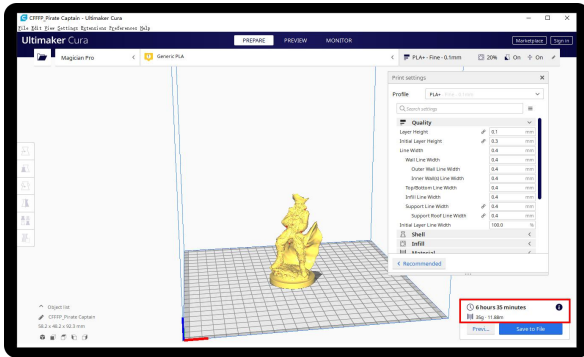 CFFFP_Pirate Captain - Ultimaker Cura
File Edit View Settings Extensions Preferences Help
Ultimaker Cura
PREPARE PREVIEW MONITOR
Marketplace Sign in
Magician Pro
Generic PLA
PLA+ - Fine - 0.1mm 20% On On
Print settings
Profile PLA+ Fine - 0.1mm
Search settings
Quality
Layer Height 0.1 mm
Initial Layer Height 0.3 mm
Line Width 0.4 mm
Wall Line Width 0.4 mm
Outer Wall Line Width 0.4 mm
Inner Wall(s) Line Width 0.4 mm
Top/Bottom Line Width 0.4 mm
Infill Line Width 0.4 mm
Support Line Width 0.4 mm
Support Roof Line Width 0.4 mm
Initial Layer Line Width 100.0 %
Shell
Infill
Material
Recommended
Object list
CFFFP_Pirate Captain
58.2 x 48.2 x 92.3 mm
6 hours 35 minutes
35g · 11.88m
Previ... Save to File